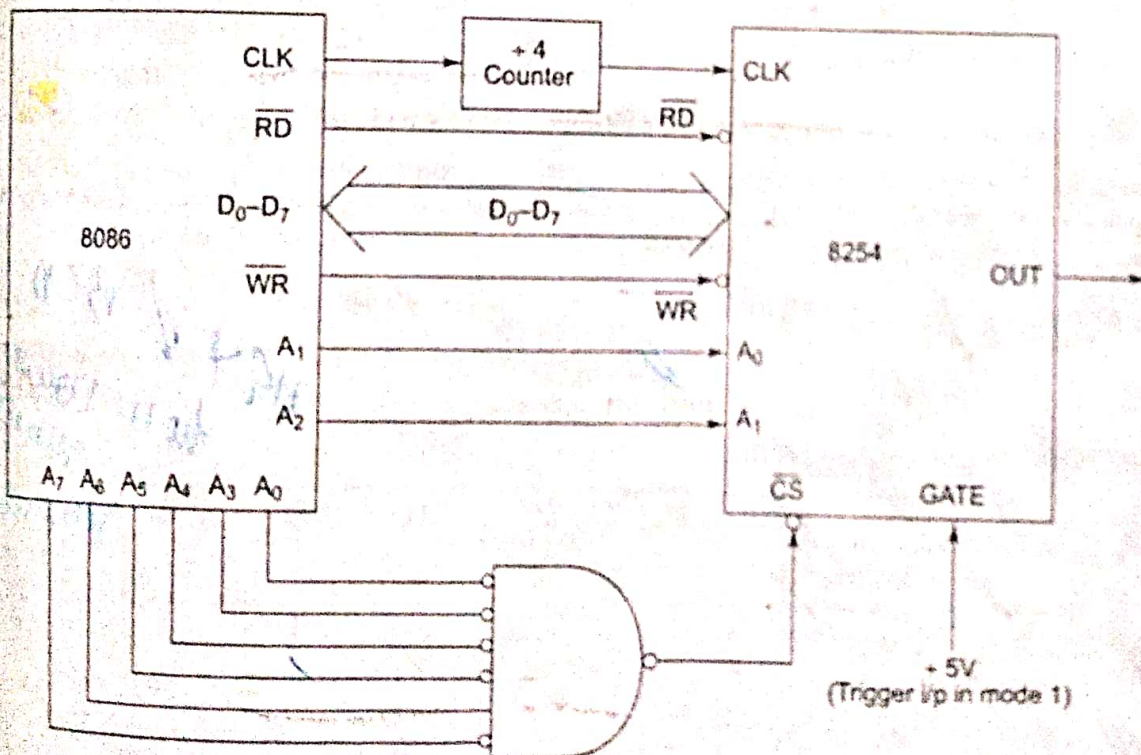 CLK
÷ 4
Counter
CLK
RD
RD
D0-D7
D0-D7
8086
8254
OUT
WR
WR
A1
A0
A2
A1
A7 A6 A5 A4 A3 A0
CS
GATE
+ 5V
(Trigger i/p in mode 1)